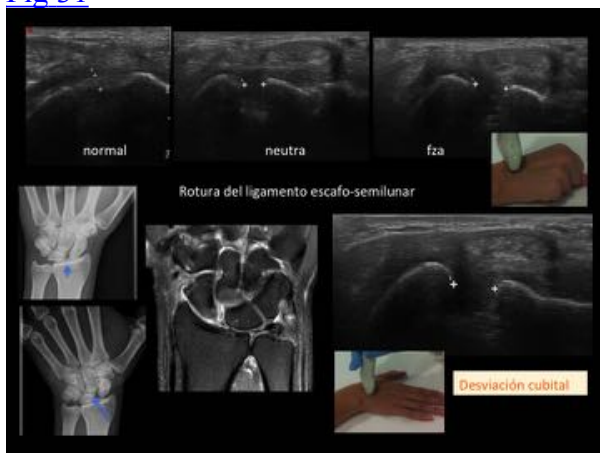 Fig 31
normal
neutra
fza
Rotura del ligamento escafo-semilunar
Desviación cubital